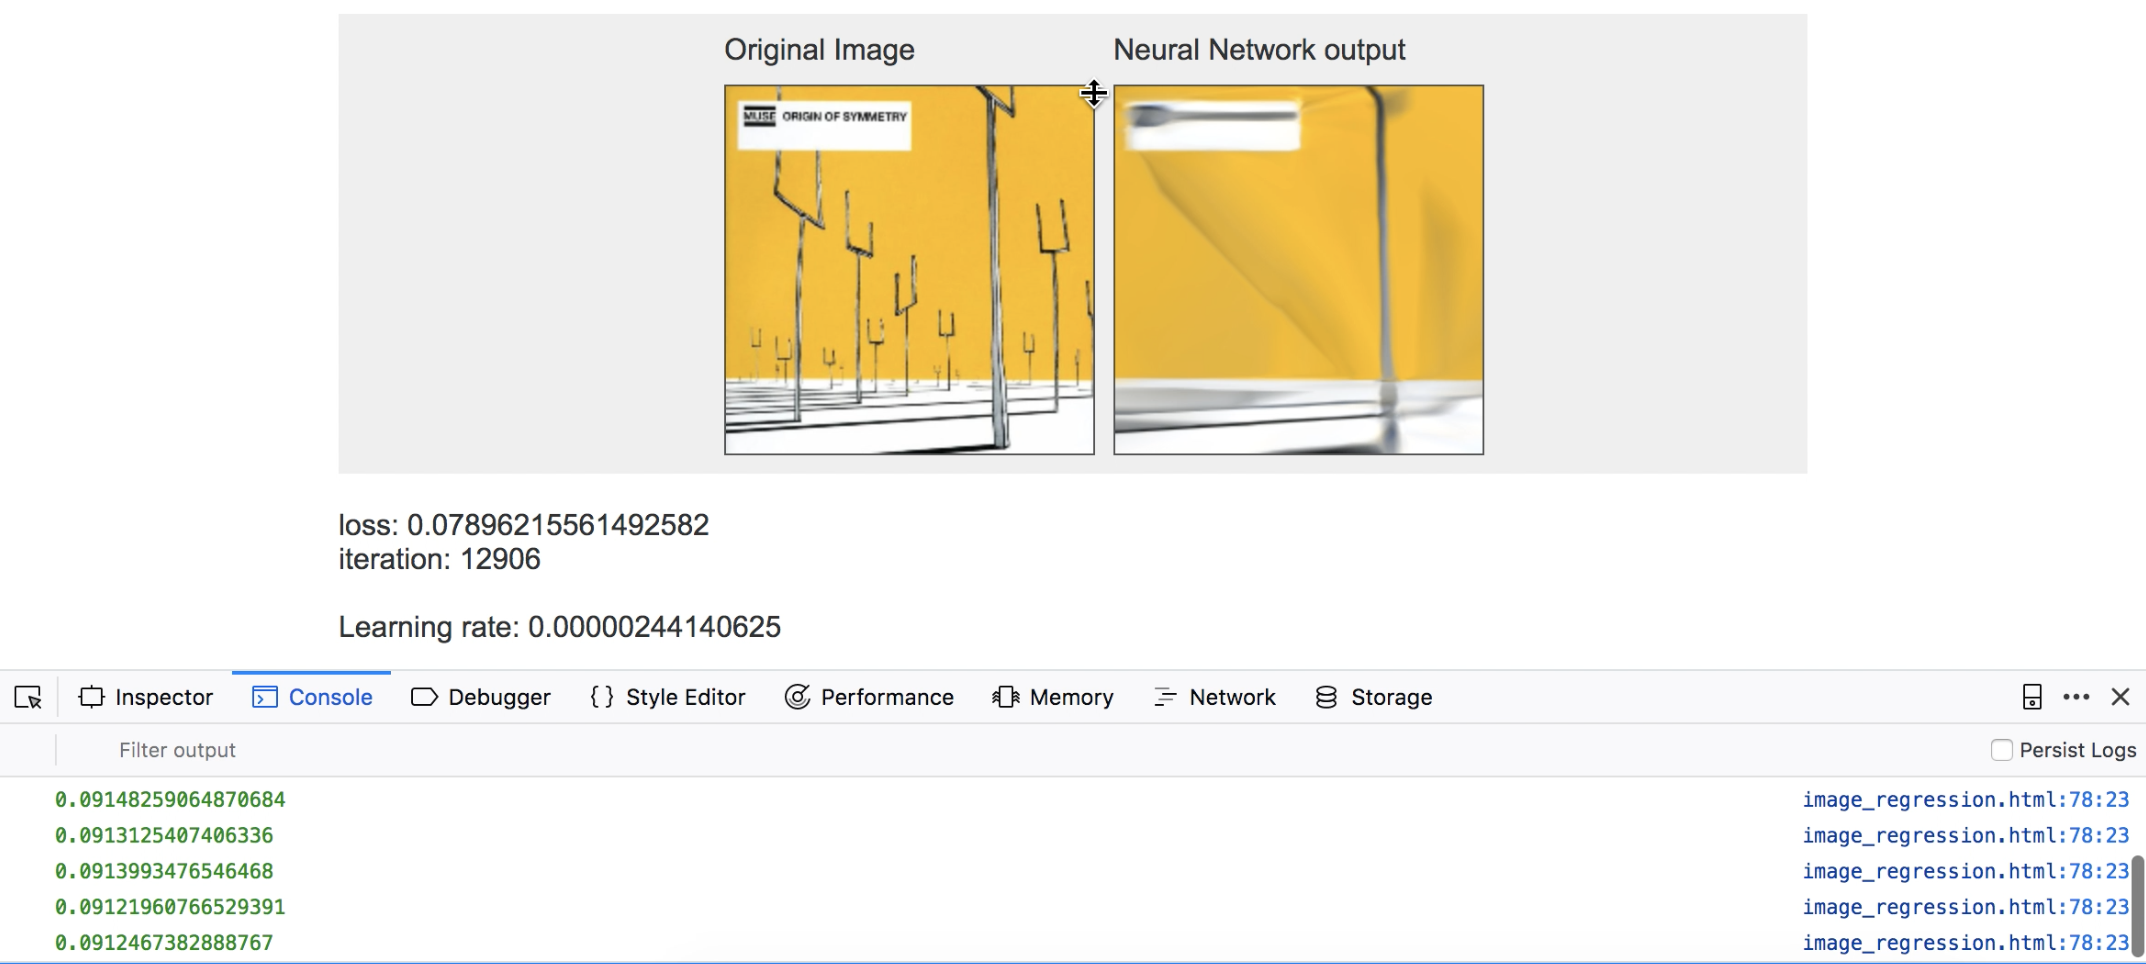 Original Image
Neural Network output
MUSE ORIGIN OF SYMMETRY
loss: 0.07896215561492582
iteration: 12906
Learning rate: 0.00000244140625
Inspector Console Debugger { } Style Editor Performance Memory Network Storage
Filter output
Persist Logs
0.09148259064870684 image_regression.html:78:23
0.0913125407406336 image_regression.html:78:23
0.0913993476546468 image_regression.html:78:23
0.09121960766529391 image_regression.html:78:23
0.0912467382888767 image_regression.html:78:23